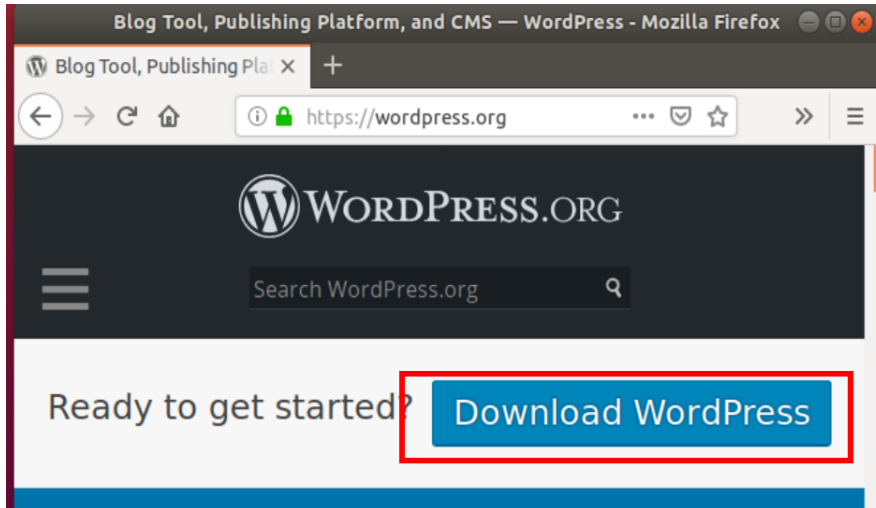 Blog Tool, Publishing Platform, and CMS — WordPress - Mozilla Firefox
Blog Tool, Publishing Pla
https://wordpress.org
WORDPRESS.ORG
Search WordPress.org
Ready to get started? Download WordPress